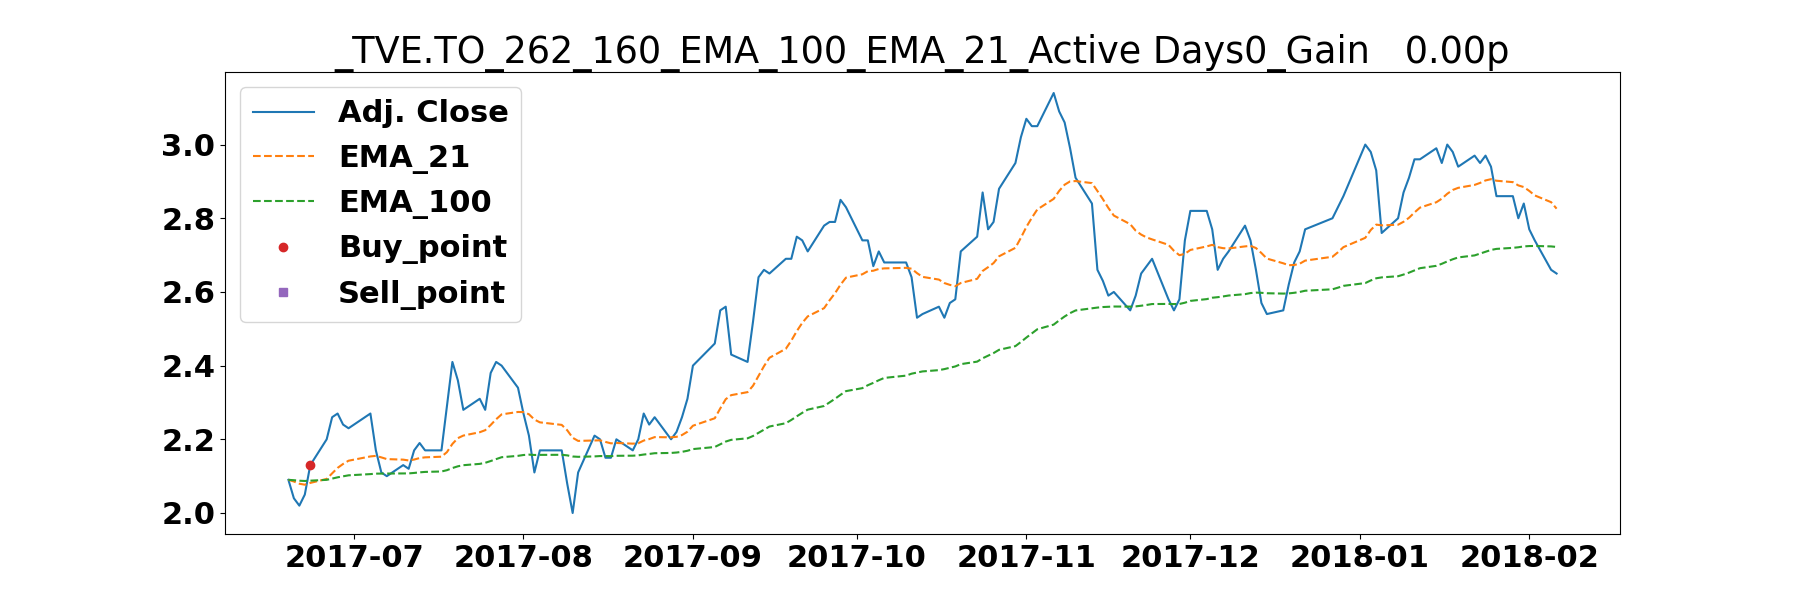 _TVE.TO_262_160_EMA_100_EMA_21_Active Days0_Gain   0.00p
Adj. Close
EMA_21
EMA_100
Buy_point
Sell_point
3.0
2.8
2.6
2.4
2.2
2.0
2017-07 2017-08 2017-09 2017-10 2017-11 2017-12 2018-01 2018-02